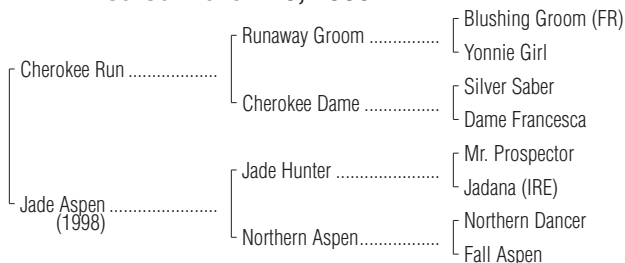 Runaway Groom ................
Blushing Groom (FR)
Yonnie Girl
Cherokee Run ....................
Cherokee Dame .................
Silver Saber
Dame Francesca
Jade Hunter .......................
Mr. Prospector
Jadana (IRE)
Jade Aspen ........................
(1998)
Northern Aspen..................
Northern Dancer
Fall Aspen